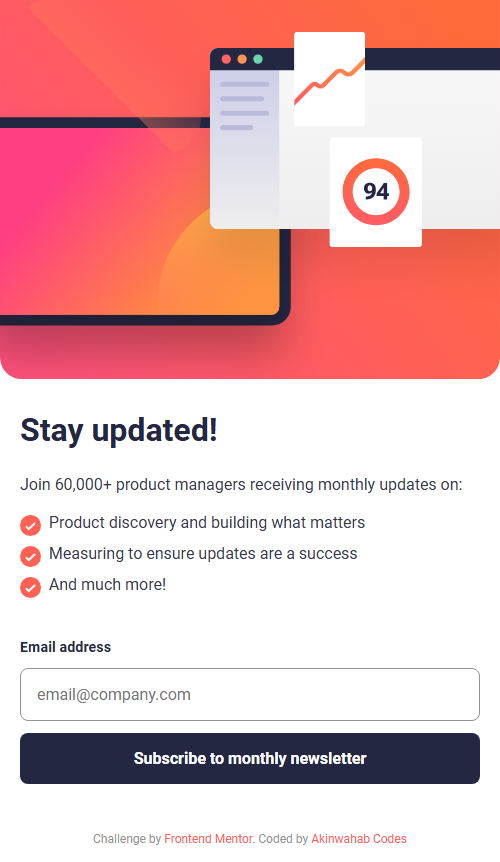 94
Stay updated!
Join 60,000+ product managers receiving monthly updates on:
Product discovery and building what matters
Measuring to ensure updates are a success
And much more!
Email address
email@company.com
Subscribe to monthly newsletter
Challenge by Frontend Mentor. Coded by Akinwahab Codes